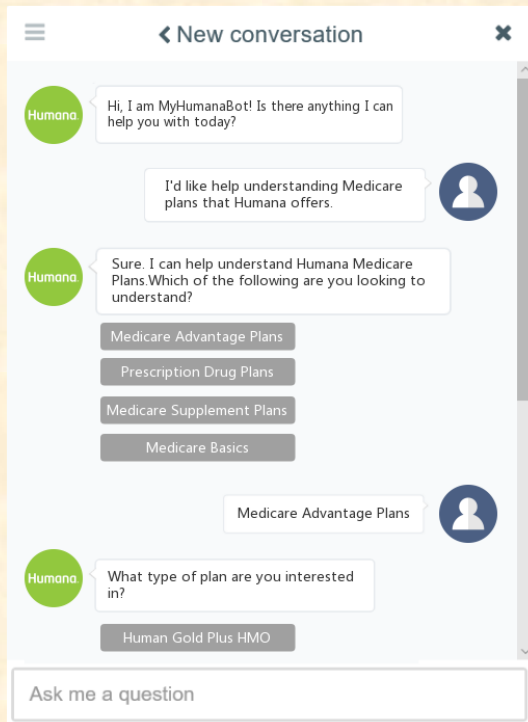 New conversation
Humana.
Hi, I am MyHumanaBot! Is there anything I can
help you with today?
I'd like help understanding Medicare
plans that Humana offers.
Humana.
Sure. I can help understand Humana Medicare
Plans.Which of the following are you looking to
understand?
Medicare Advantage Plans
Prescription Drug Plans
Medicare Supplement Plans
Medicare Basics
Medicare Advantage Plans
Humana.
What type of plan are you interested
in?
Human Gold Plus HMO
Ask me a question